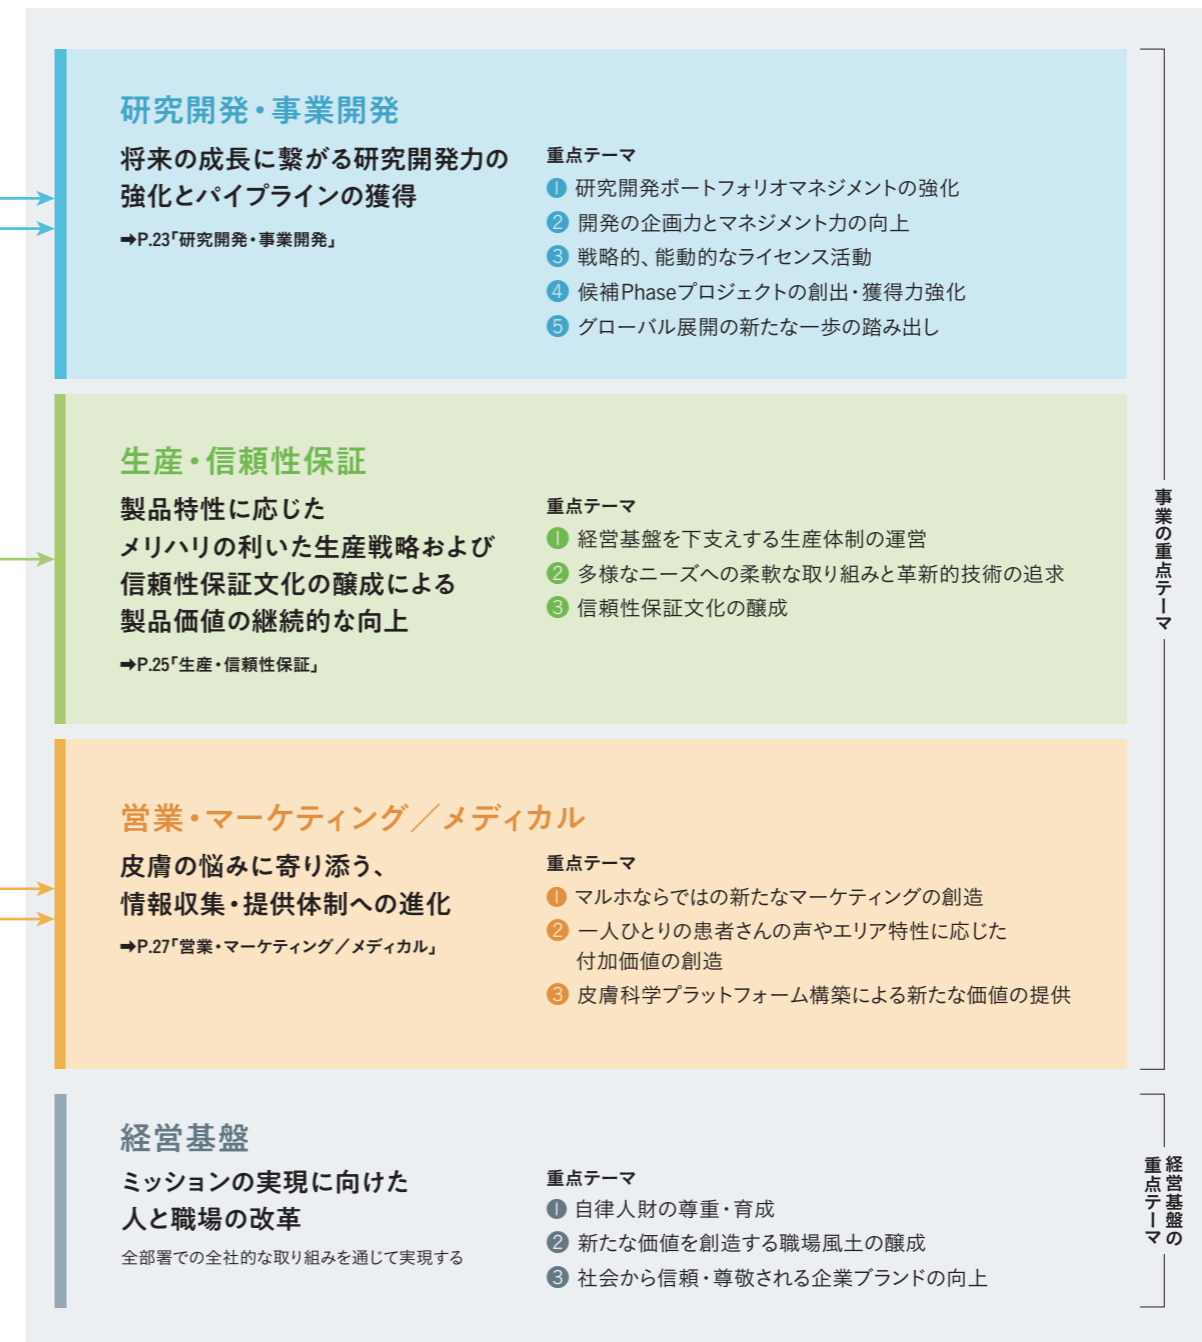 研究開発・事業開発
将来の成長に繋がる研究開発力の
強化とパイプラインの獲得
➡P.23「研究開発・事業開発」
重点テーマ
❶ 研究開発ポートフォリオマネジメントの強化
❷ 開発の企画力とマネジメント力の向上
❸ 戦略的、能動的なライセンス活動
❹ 候補Phaseプロジェクトの創出・獲得力強化
❺ グローバル展開の新たな一歩の踏み出し
生産・信頼性保証
製品特性に応じた
メリハリの利いた生産戦略および
信頼性保証文化の醸成による
製品価値の継続的な向上
➡P.25「生産・信頼性保証」
重点テーマ
❶ 経営基盤を下支えする生産体制の運営
❷ 多様なニーズへの柔軟な取り組みと革新的技術の追求
❸ 信頼性保証文化の醸成
営業・マーケティング／メディカル
皮膚の悩みに寄り添う、
情報収集・提供体制への進化
➡P.27「営業・マーケティング／メディカル」
重点テーマ
❶ マルホならではの新たなマーケティングの創造
❷ 一人ひとりの患者さんの声やエリア特性に応じた
付加価値の創造
❸ 皮膚科学プラットフォーム構築による新たな価値の提供
事業の重点テーマ
経営基盤
ミッションの実現に向けた
人と職場の改革
全部署での全社的な取り組みを通じて実現する
重点テーマ
❶ 自律人財の尊重・育成
❷ 新たな価値を創造する職場風土の醸成
❸ 社会から信頼・尊敬される企業ブランドの向上
経営基盤の
重点テーマ